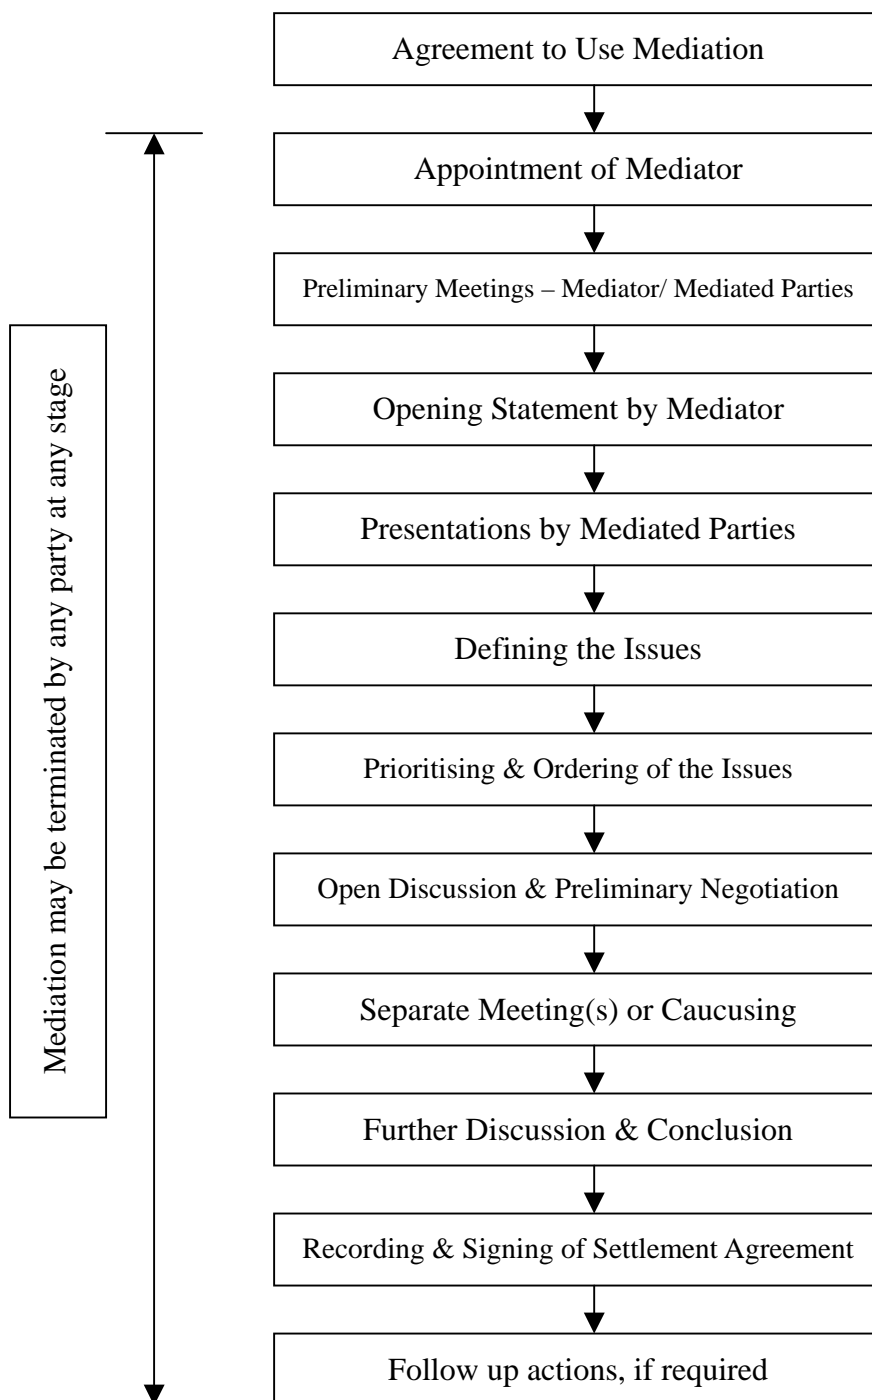 Agreement to Use Mediation
Appointment of Mediator
Preliminary Meetings – Mediator/ Mediated Parties
Opening Statement by Mediator
Presentations by Mediated Parties
Defining the Issues
Prioritising & Ordering of the Issues
Open Discussion & Preliminary Negotiation
Separate Meeting(s) or Caucusing
Further Discussion & Conclusion
Recording & Signing of Settlement Agreement
Follow up actions, if required
Mediation may be terminated by any party at any stage